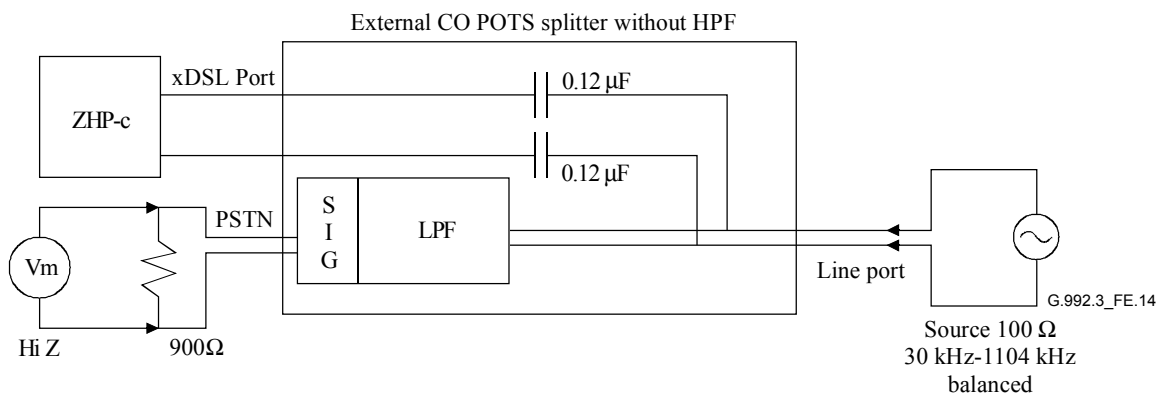 External CO POTS splitter without HPF
xDSL Port
0.12 µF
ZHP-c
0.12 µF
PSTN
S
I
G
LPF
Vm
Line port
G.992.3_FE.14
Hi Z
900Ω
Source 100 Ω
30 kHz-1104 kHz
balanced